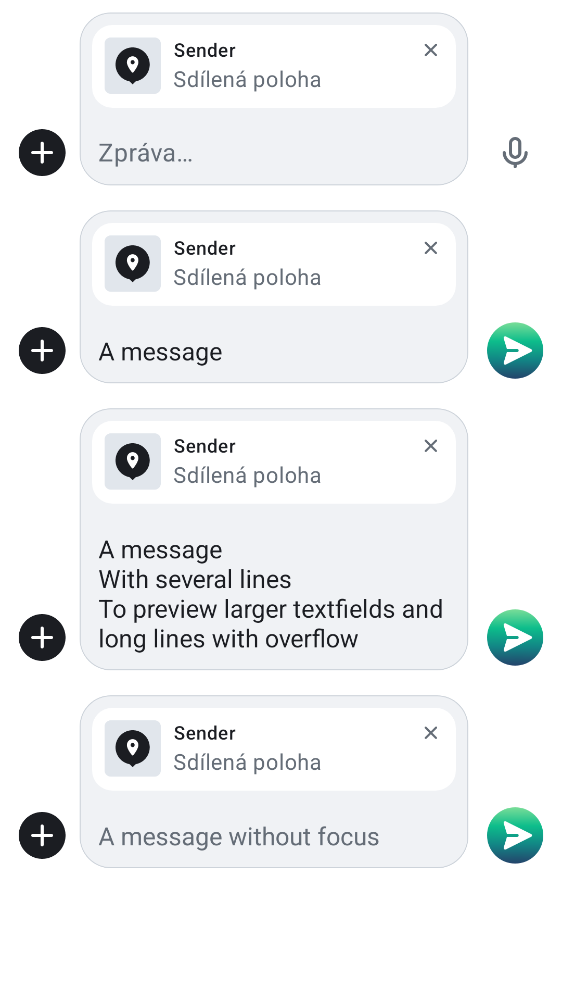 Sender
Sdílená poloha
Zpráva…
Sender
Sdílená poloha
A message
Sender
Sdílená poloha
A message
With several lines
To preview larger textfields and
long lines with overflow
Sender
Sdílená poloha
A message without focus